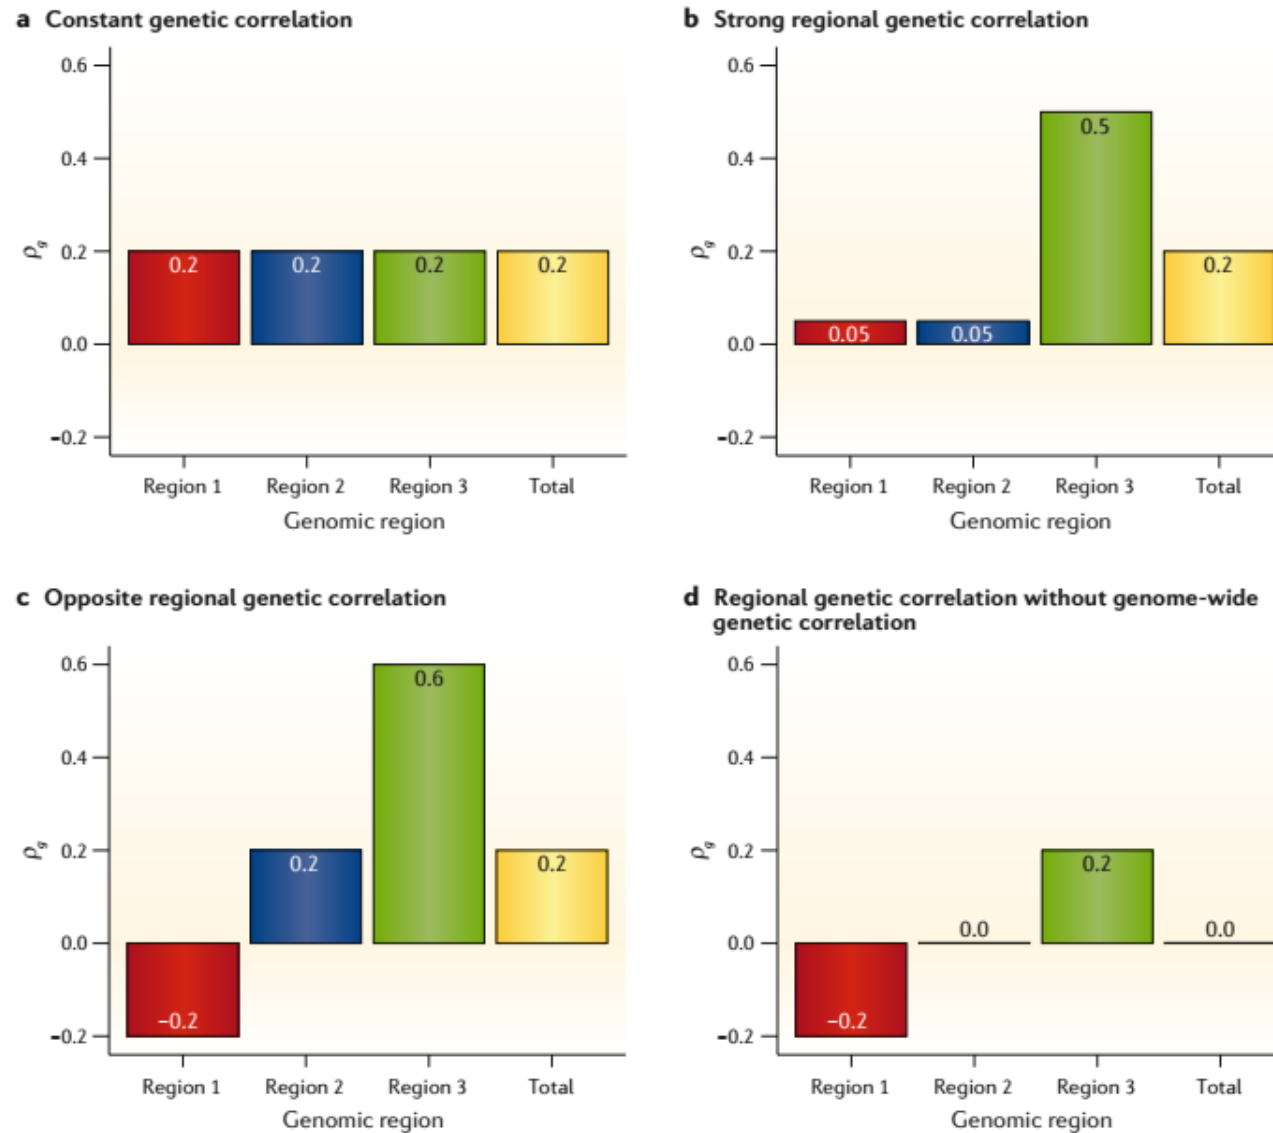 a Constant genetic correlation
0.6
0.4
0.2
0.0
−0.2
ρg
0.2
0.2
0.2
0.2
Region 1
Region 2
Region 3
Total
Genomic region
b Strong regional genetic correlation
0.6
0.4
0.2
0.0
−0.2
ρg
0.05
0.05
0.5
0.2
Region 1
Region 2
Region 3
Total
Genomic region
c Opposite regional genetic correlation
0.6
0.4
0.2
0.0
−0.2
ρg
−0.2
0.2
0.6
0.2
Region 1
Region 2
Region 3
Total
Genomic region
d Regional genetic correlation without genome-wide
genetic correlation
0.6
0.4
0.2
0.0
−0.2
ρg
−0.2
0.0
0.2
0.0
Region 1
Region 2
Region 3
Total
Genomic region